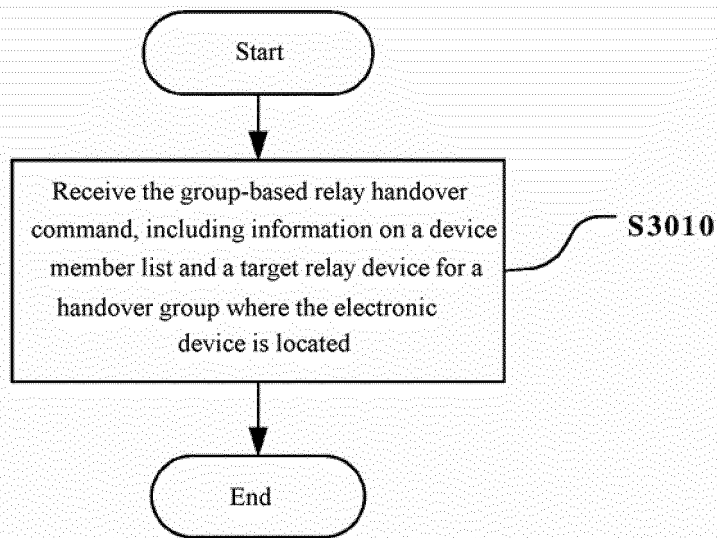 Start
Receive the group-based relay handover
command, including information on a device
member list and a target relay device for a
handover group where the electronic
device is located
S3010
End